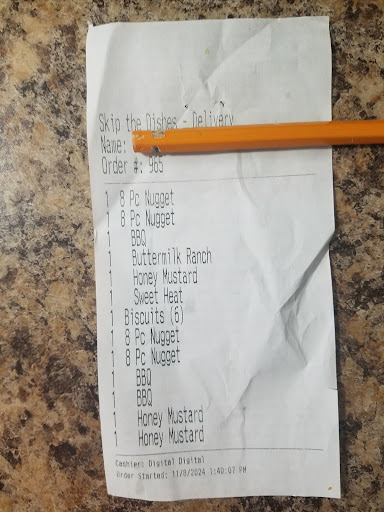 Skip the Dishes - Delivery
Name:
Order #: 965
1 8 Pc Nugget
1 8 Pc Nugget
1 BBQ
1 Buttermilk Ranch
1 Honey Mustard
1 Sweet Heat
1 Biscuits (6)
1 8 Pc Nugget
1 8 Pc Nugget
1 BBQ
1 BBQ
1 Honey Mustard
1 Honey Mustard
Cashier: Digital Digital
Order Started: 11/8/2024 1:40:07 PM